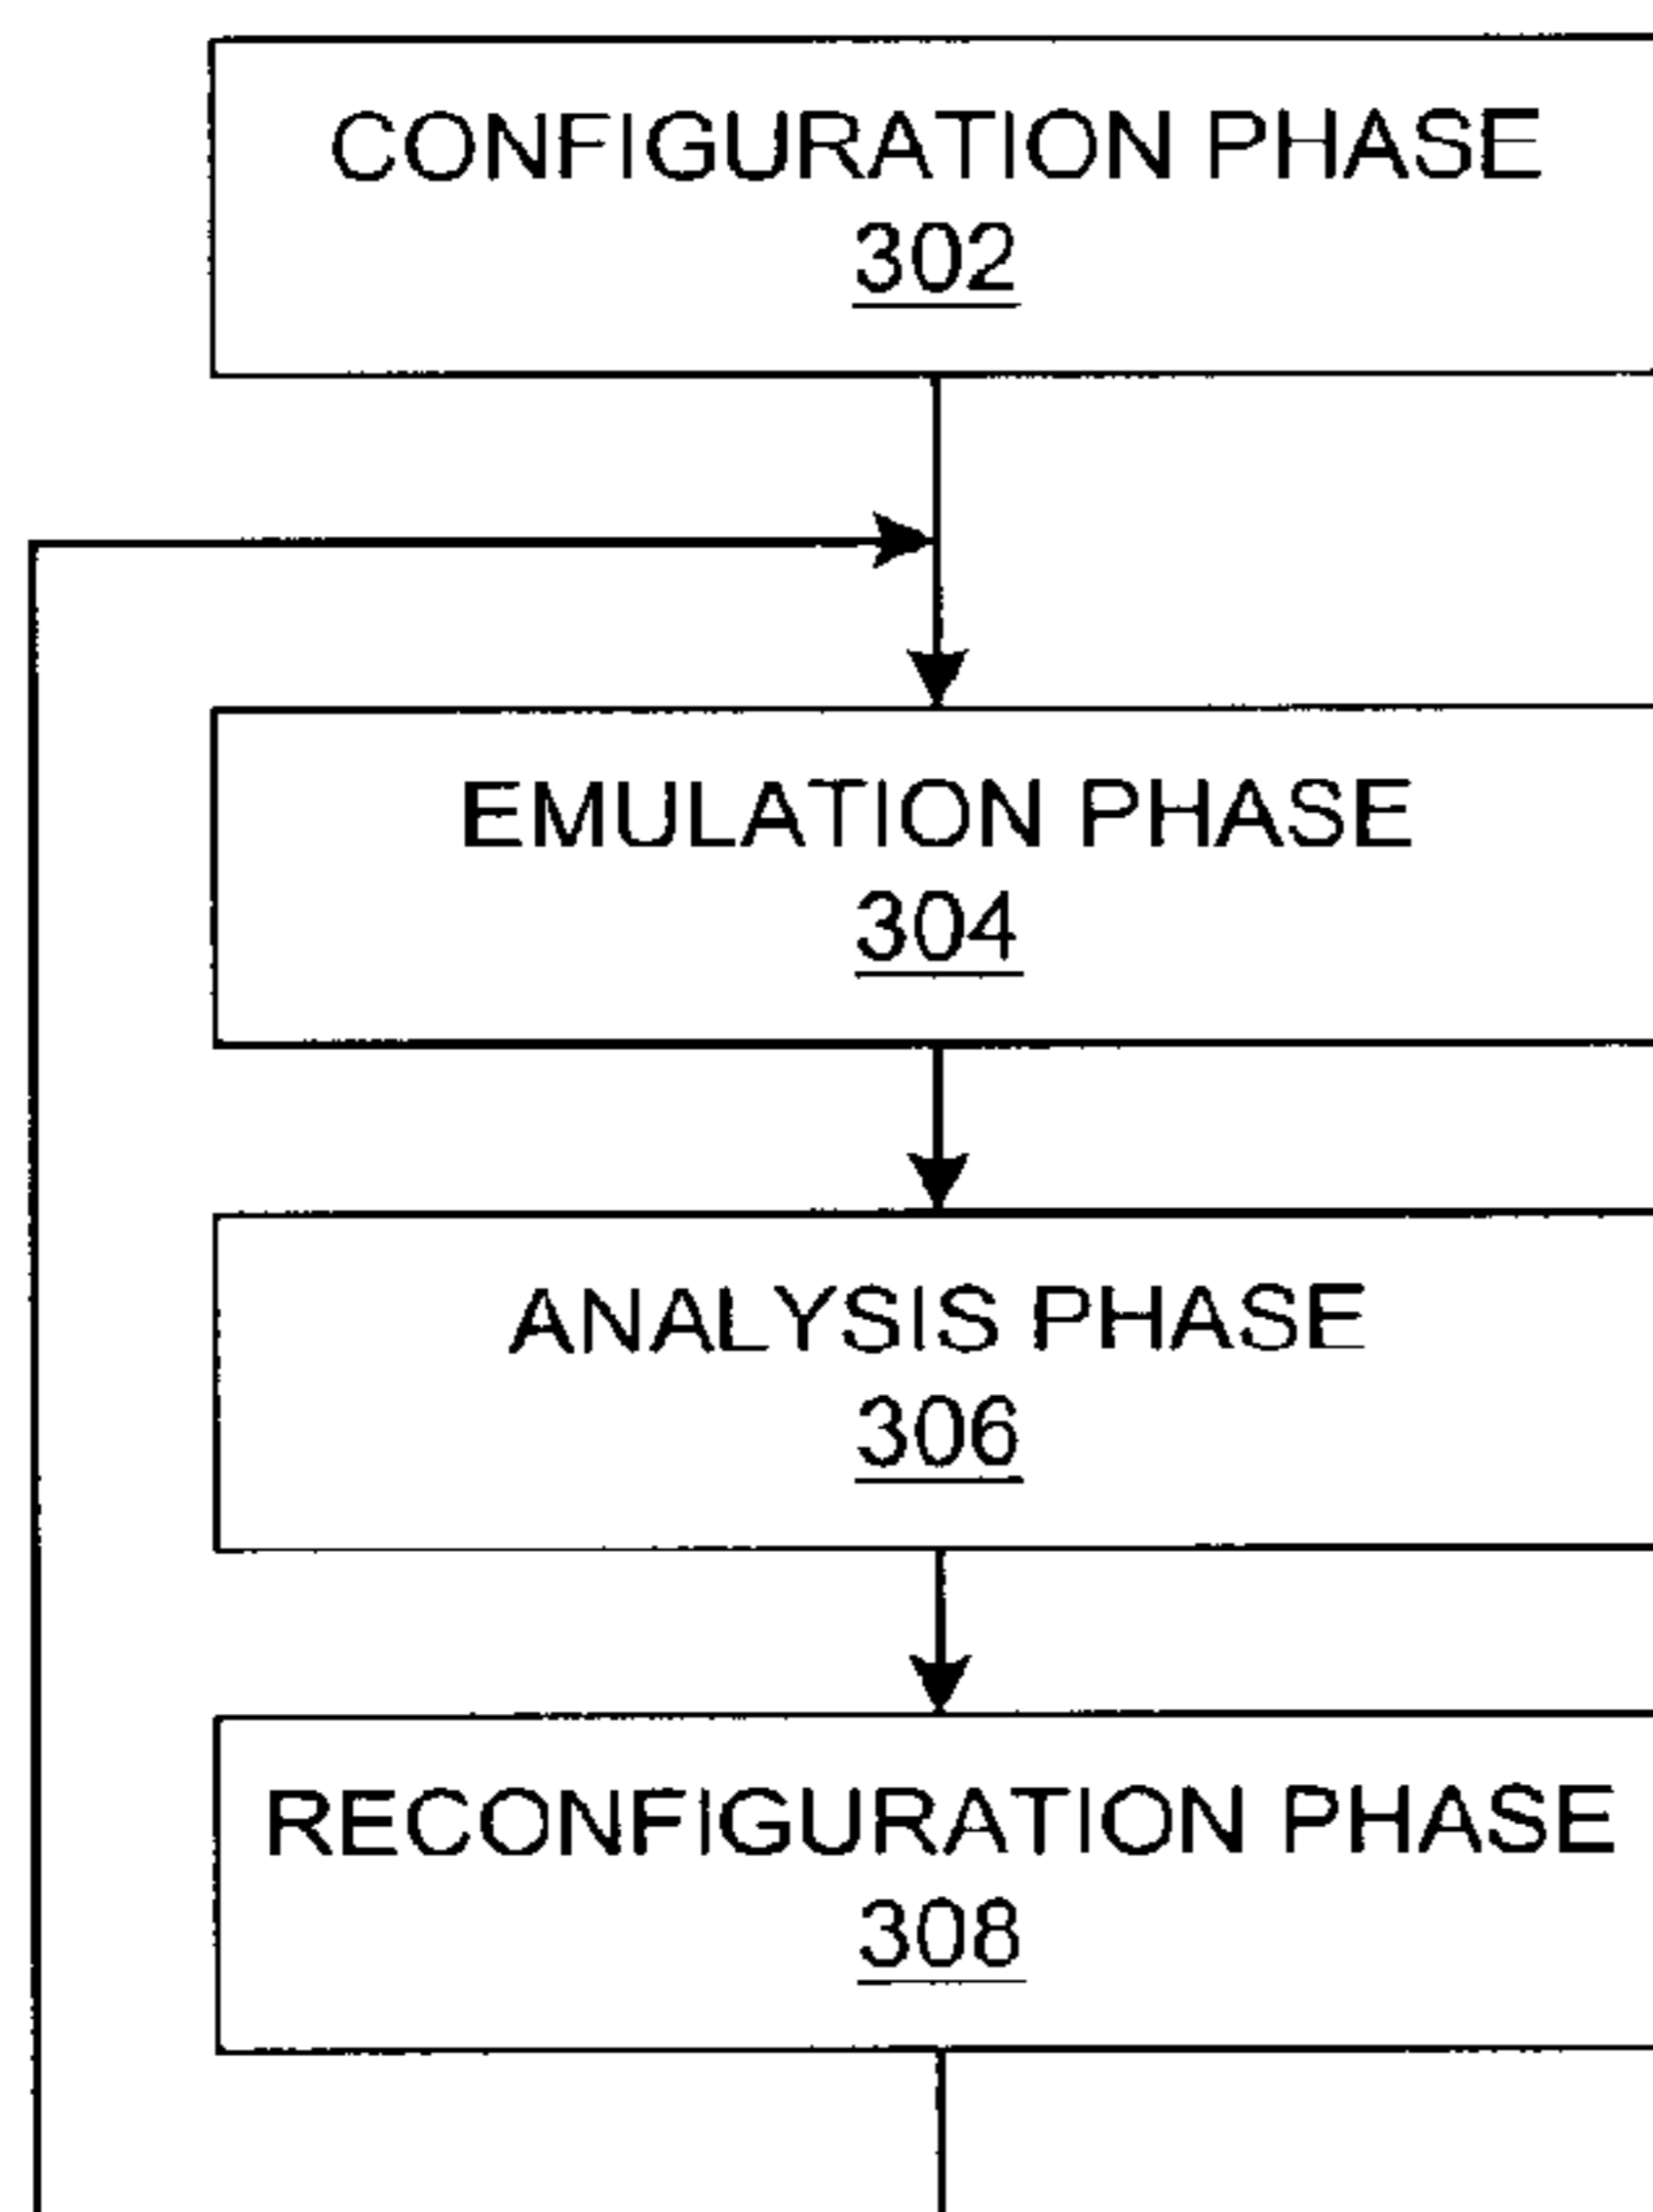 CONFIGURATION PHASE
302
EMULATION PHASE
304
ANALYSIS PHASE
306
RECONFIGURATION PHASE
308